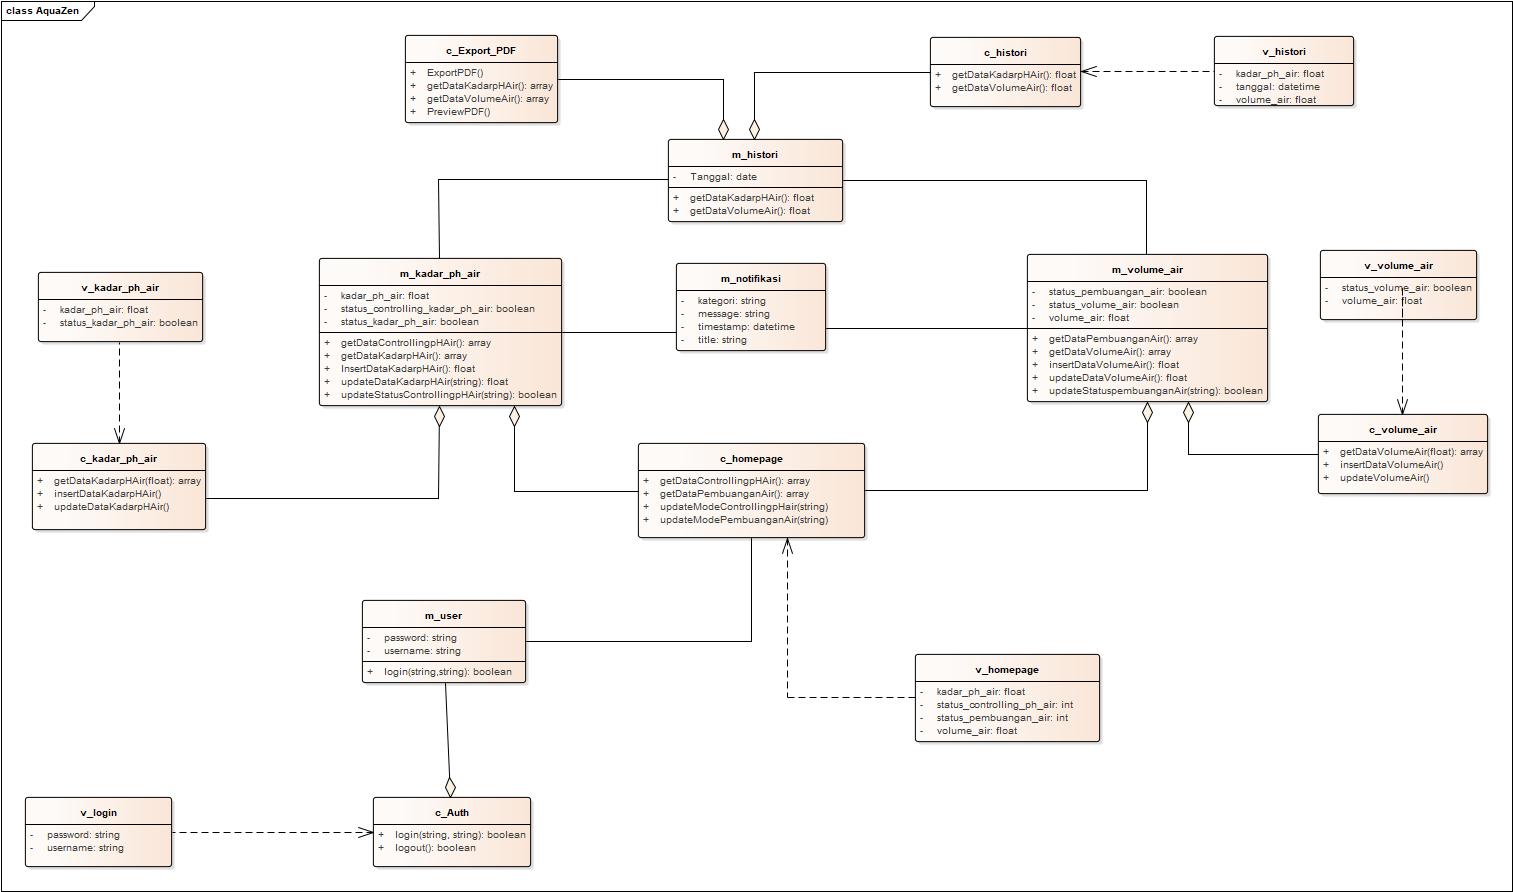 class AquaZen
c_Export_PDF
+ ExportPDF()
+ getDataKadarpHAir(): array
+ getDataVolumeAir(): array
+ PreviewPDF()
c_histori
+ getDataKadarpHAir(): float
+ getDataVolumeAir(): float
v_histori
- kadar_ph_air: float
- tanggal: datetime
- volume_air: float
m_histori
- Tanggal: date
+ getDataKadarpHAir(): float
+ getDataVolumeAir(): float
v_kadar_ph_air
- kadar_ph_air: float
- status_kadar_ph_air: boolean
m_kadar_ph_air
- kadar_ph_air: float
- status_controlling_kadar_ph_air: boolean
- status_kadar_ph_air: boolean
+ getDataControllingpHAir(): array
+ getDataKadarpHAir(): array
+ InsertDataKadarpHAir(): float
+ updateDataKadarpHAir(string): float
+ updateStatusControllingpHAir(string): boolean
m_notifikasi
- kategori: string
- message: string
- timestamp: datetime
- title: string
m_volume_air
- status_pembuangan_air: boolean
- status_volume_air: boolean
- volume_air: float
+ getDataPembuanganAir(): array
+ getDataVolumeAir(): array
+ insertDataVolumeAir(): float
+ updateDataVolumeAir(): float
+ updateStatuspembuanganAir(string): boolean
v_volume_air
- status_volume_air: boolean
- volume_air: float
c_kadar_ph_air
+ getDataKadarpHAir(float): array
+ insertDataKadarpHAir()
+ updateDataKadarpHAir()
c_homepage
+ getDataControllingpHAir(): array
+ getDataPembuanganAir(): array
+ updateModeControllingpHair(string)
+ updateModePembuanganAir(string)
c_volume_air
+ getDataVolumeAir(float): array
+ insertDataVolumeAir()
+ updateVolumeAir()
m_user
- password: string
- username: string
+ login(string,string): boolean
v_homepage
- kadar_ph_air: float
- status_controlling_ph_air: int
- status_pembuangan_air: int
- volume_air: float
v_login
- password: string
- username: string
c_Auth
+ login(string, string): boolean
+ logout(): boolean